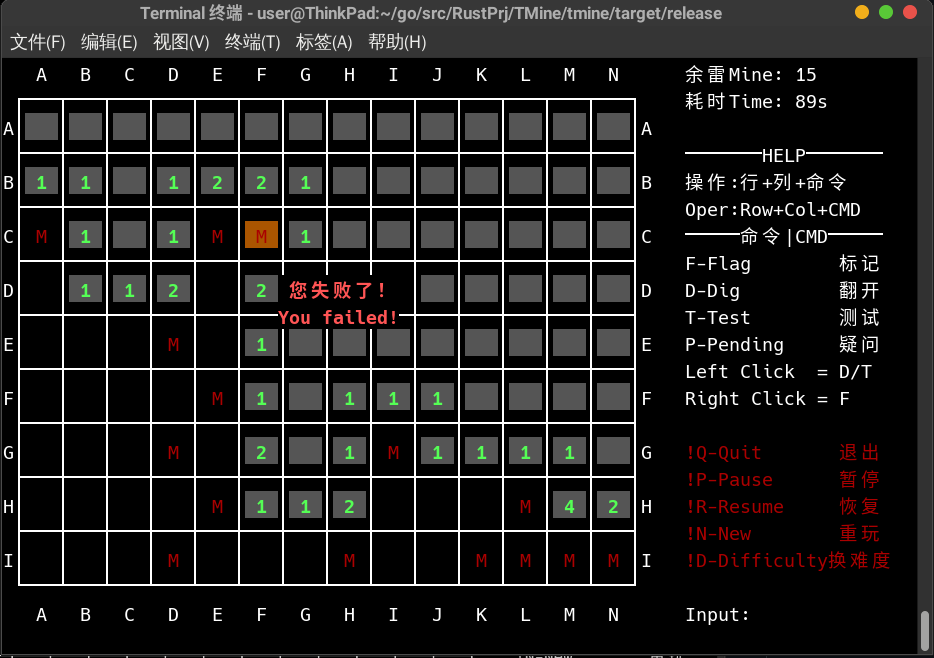 Terminal 终端 - user@ThinkPad:~/go/src/RustPrj/TMine/tmine/target/release
文件(F) 编辑(E) 视图(V) 终端(T) 标签(A) 帮助(H)
A B C D E F G H I J K L M N
余雷Mine: 15
耗时Time: 89s
A A
B 1 1 1 2 2 1 B
C M 1 1 M M 1 C
D 1 1 2 2 您失败了! D
You failed!
E M 1 E
F M 1 1 1 1 F
G M 2 1 M 1 1 1 1 G
H M 1 1 2 M 4 2 H
I M M M M M M I
A B C D E F G H I J K L M N
HELP
操作:行+列+命令
Oper:Row+Col+CMD
命令|CMD
F-Flag 标记
D-Dig 翻开
T-Test 测试
P-Pending 疑问
Left Click = D/T
Right Click = F
!Q-Quit 退出
!P-Pause 暂停
!R-Resume 恢复
!N-New 重玩
!D-Difficulty换难度
Input: